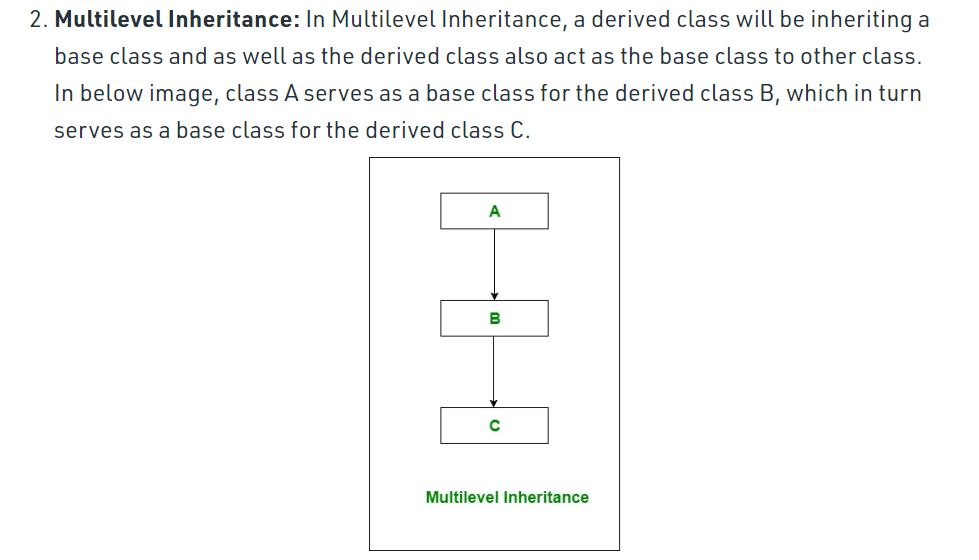 2. Multilevel Inheritance: In Multilevel Inheritance, a derived class will be inheriting a
base class and as well as the derived class also act as the base class to other class.
In below image, class A serves as a base class for the derived class B, which in turn
serves as a base class for the derived class C.
A
B
C
Multilevel Inheritance